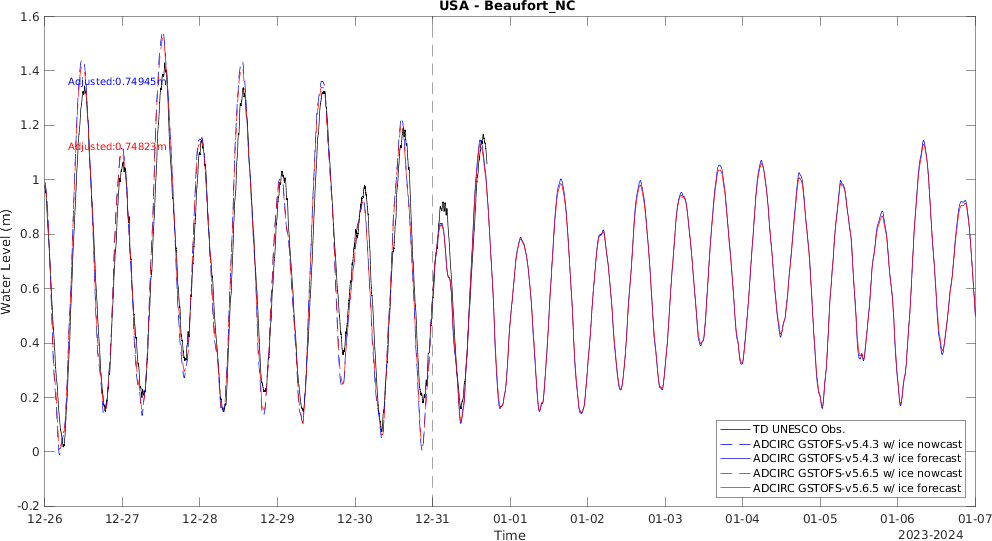 USA - Beaufort_NC
1.6
1.4
1.2
1
0.8
0.6
0.4
0.2
0
-0.2
Water Level (m)
Adjusted:0.74945m
Adjusted:0.74823m
TD UNESCO Obs.
ADCIRC GSTOFS-v5.4.3 w/ ice nowcast
ADCIRC GSTOFS-v5.4.3 w/ ice forecast
ADCIRC GSTOFS-v5.6.5 w/ ice nowcast
ADCIRC GSTOFS-v5.6.5 w/ ice forecast
12-26 12-27 12-28 12-29 12-30 12-31 01-01 01-02 01-03 01-04 01-05 01-06 01-07
Time
2023-2024